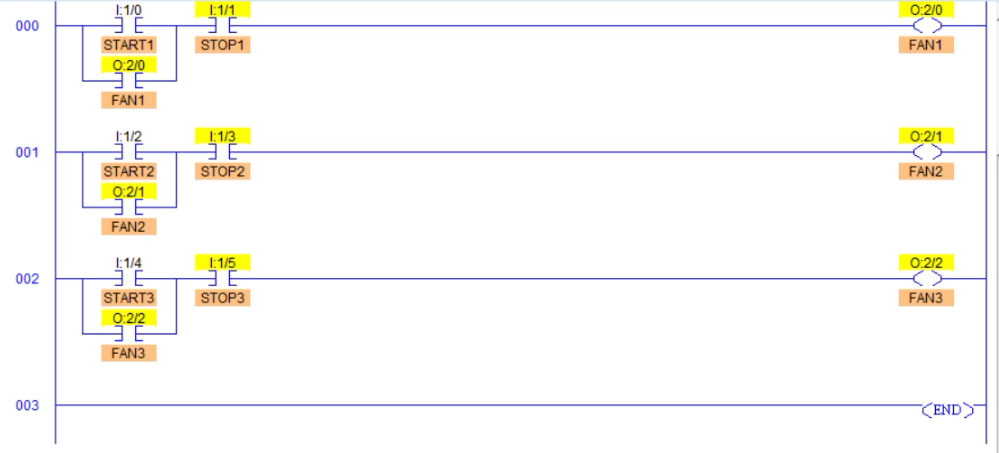 I:1/0 I:1/1 O:2/0
000
START1 STOP1 FAN1
O:2/0
FAN1
I:1/2 I:1/3 O:2/1
001
START2 STOP2 FAN2
O:2/1
FAN2
I:1/4 I:1/5 O:2/2
002
START3 STOP3 FAN3
O:2/2
FAN3
003 END